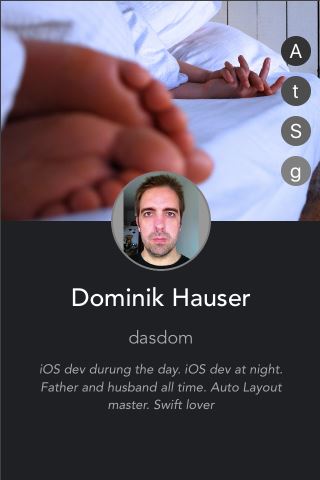 A
t
S
g
Dominik Hauser
dasdom
iOS dev durung the day. iOS dev at night.
Father and husband all time. Auto Layout
master. Swift lover